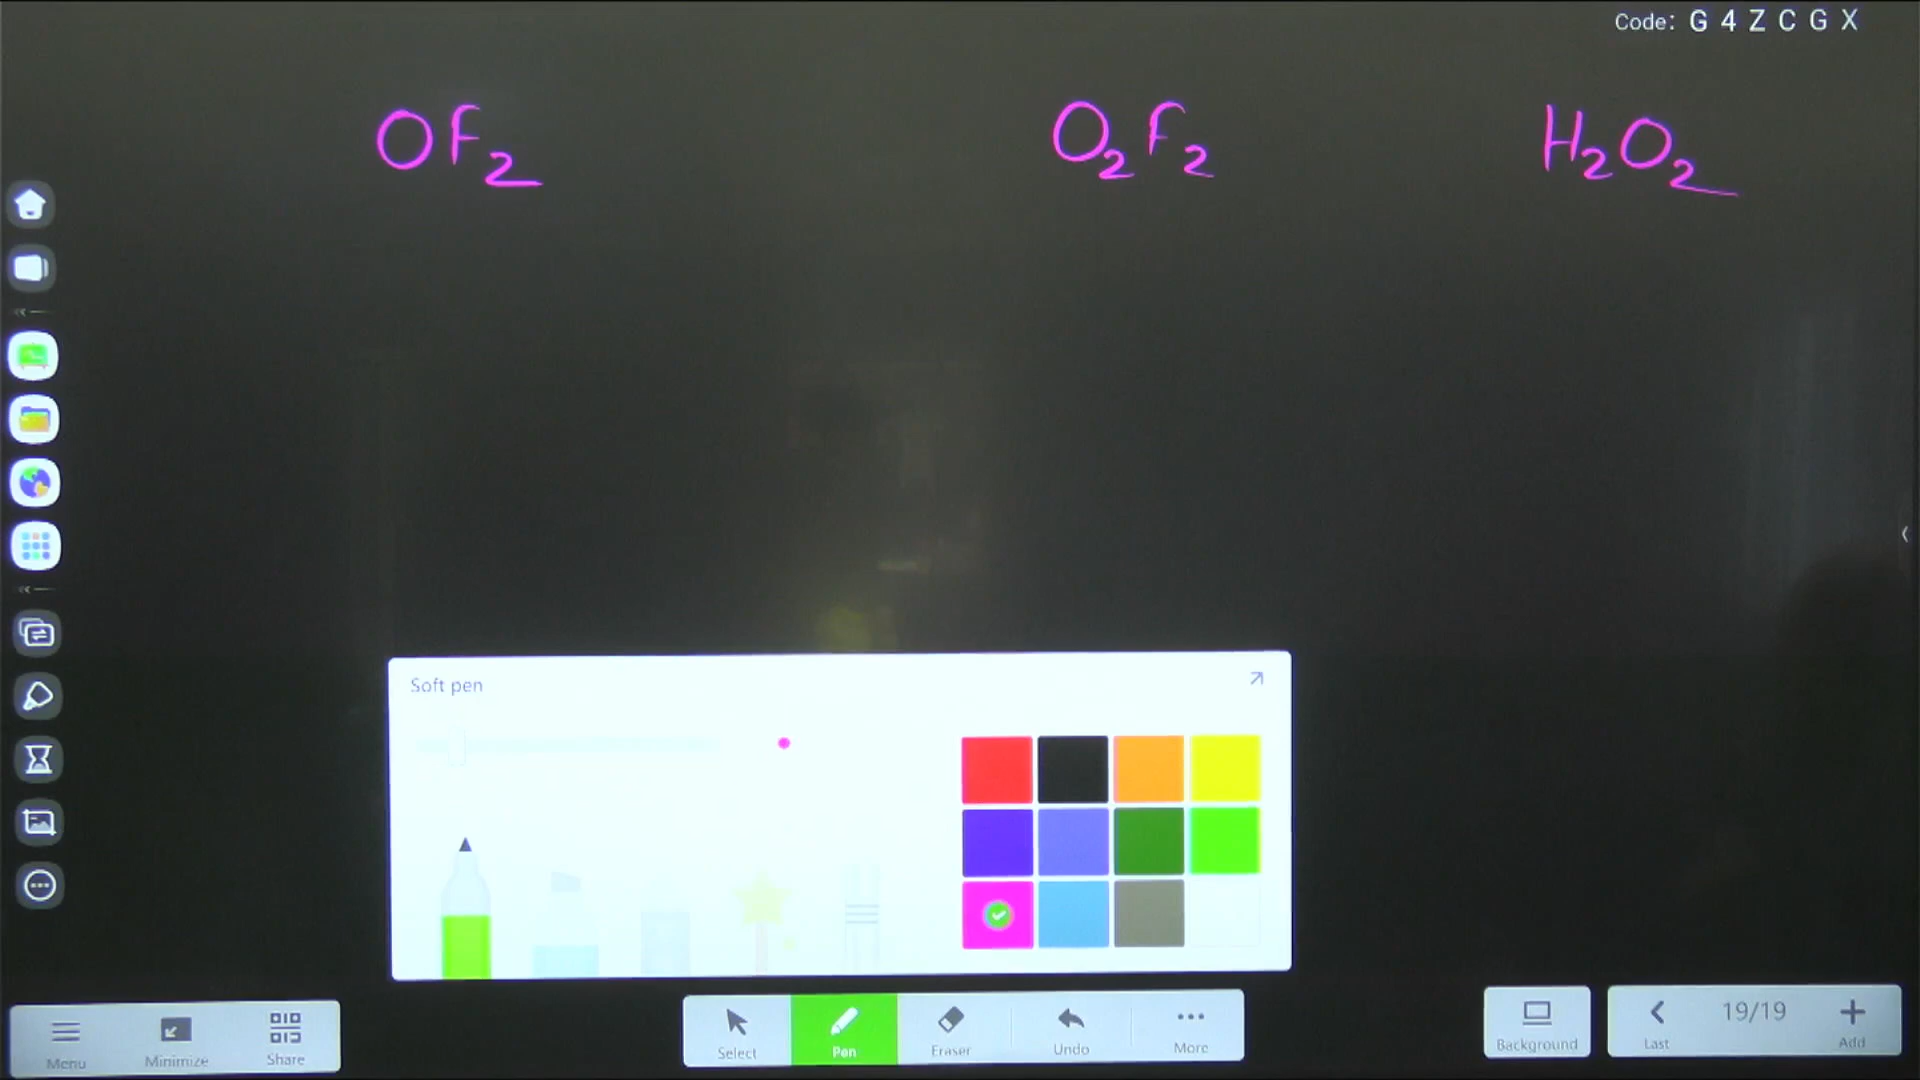 Code: G 4 Z C G X
OF₂ O₂F₂ H₂O₂
Soft pen
Menu Minimize Share Select Pen Eraser Undo More Background Last 19/19 Add